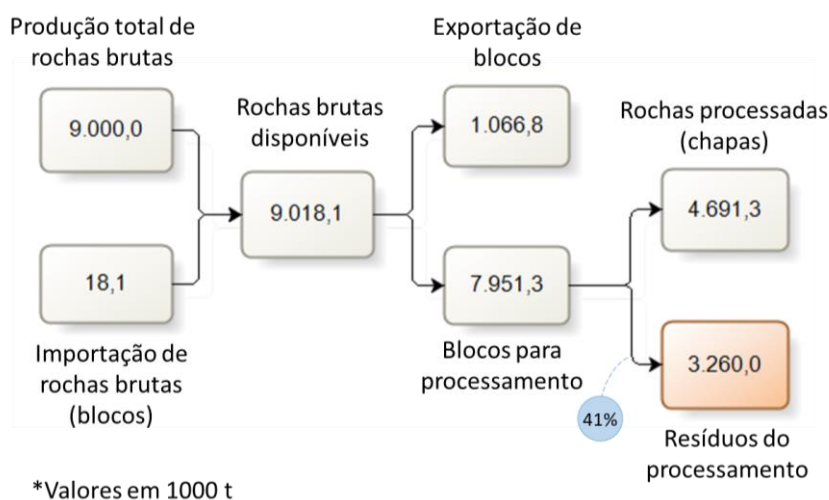 Produção total de
rochas brutas
9.000,0
18,1
Importação de
rochas brutas
(blocos)
Rochas brutas
disponíveis
9.018,1
Exportação de
blocos
1.066,8
7.951,3
Blocos para
processamento
Rochas processadas
(chapas)
4.691,3
41%
3.260,0
Resíduos do
processamento
*Valores em 1000 t